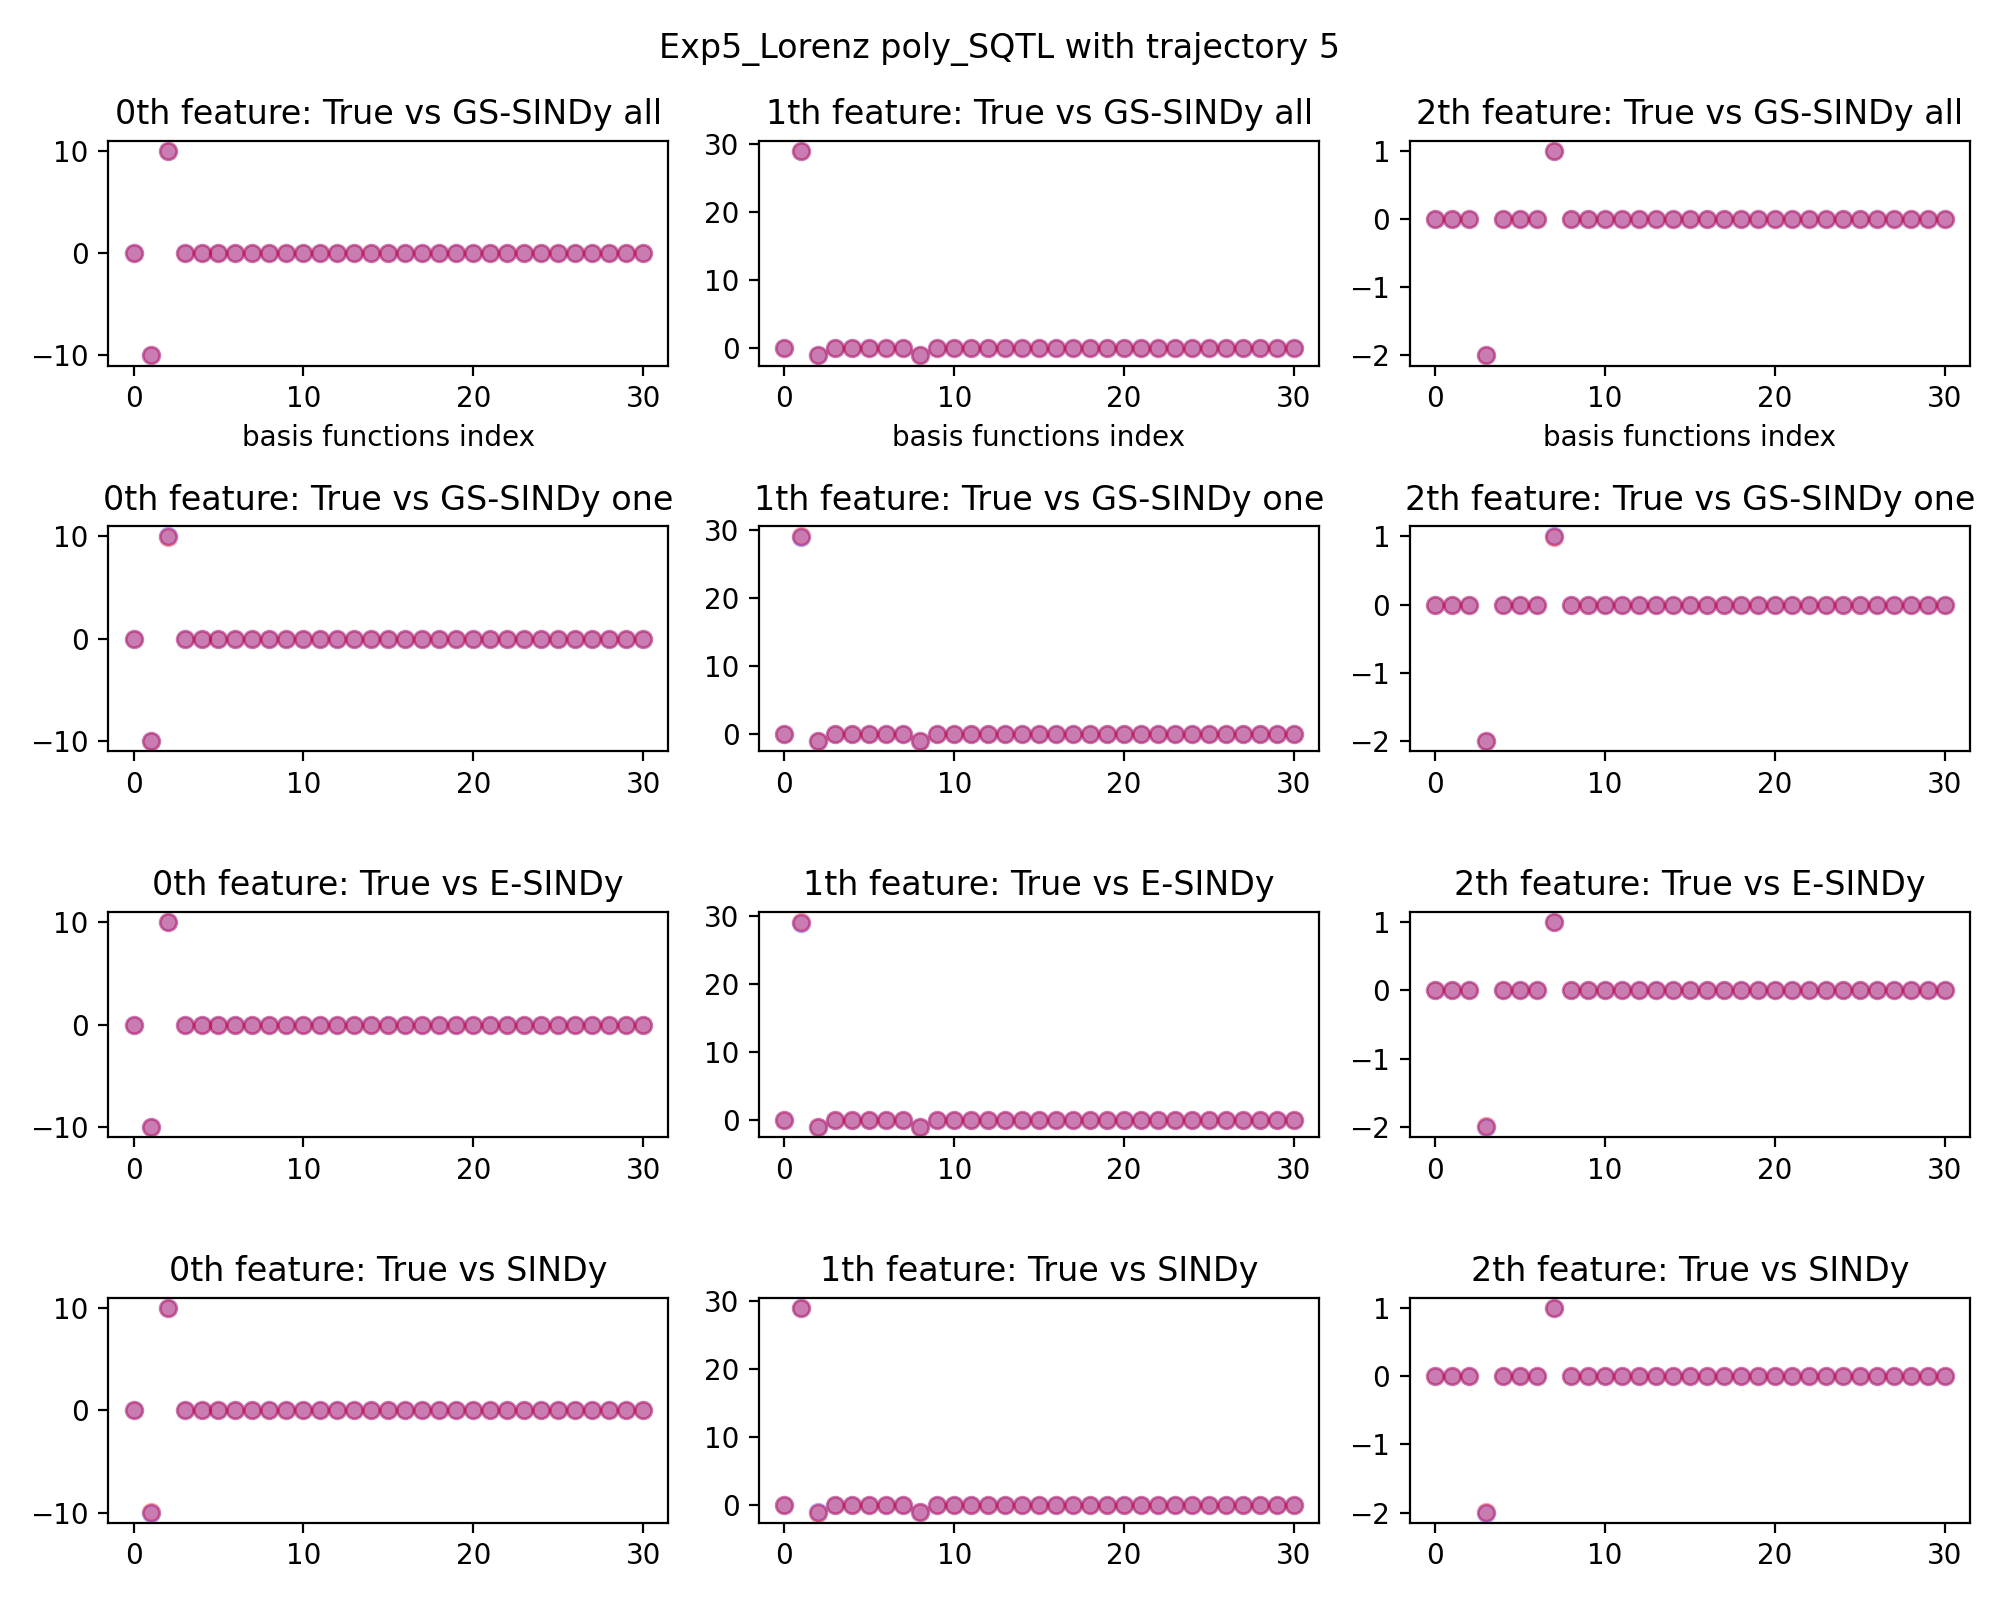 Exp5_Lorenz poly_SQTL with trajectory 5
0th feature: True vs GS-SINDy all
10
0
−10
0 10 20 30
basis functions index
1th feature: True vs GS-SINDy all
30
20
10
0
0 10 20 30
basis functions index
2th feature: True vs GS-SINDy all
1
0
−1
−2
0 10 20 30
basis functions index
0th feature: True vs GS-SINDy one
10
0
−10
0 10 20 30
1th feature: True vs GS-SINDy one
30
20
10
0
0 10 20 30
2th feature: True vs GS-SINDy one
1
0
−1
−2
0 10 20 30
0th feature: True vs E-SINDy
10
0
−10
0 10 20 30
1th feature: True vs E-SINDy
30
20
10
0
0 10 20 30
2th feature: True vs E-SINDy
1
0
−1
−2
0 10 20 30
0th feature: True vs SINDy
10
0
−10
0 10 20 30
1th feature: True vs SINDy
30
20
10
0
0 10 20 30
2th feature: True vs SINDy
1
0
−1
−2
0 10 20 30